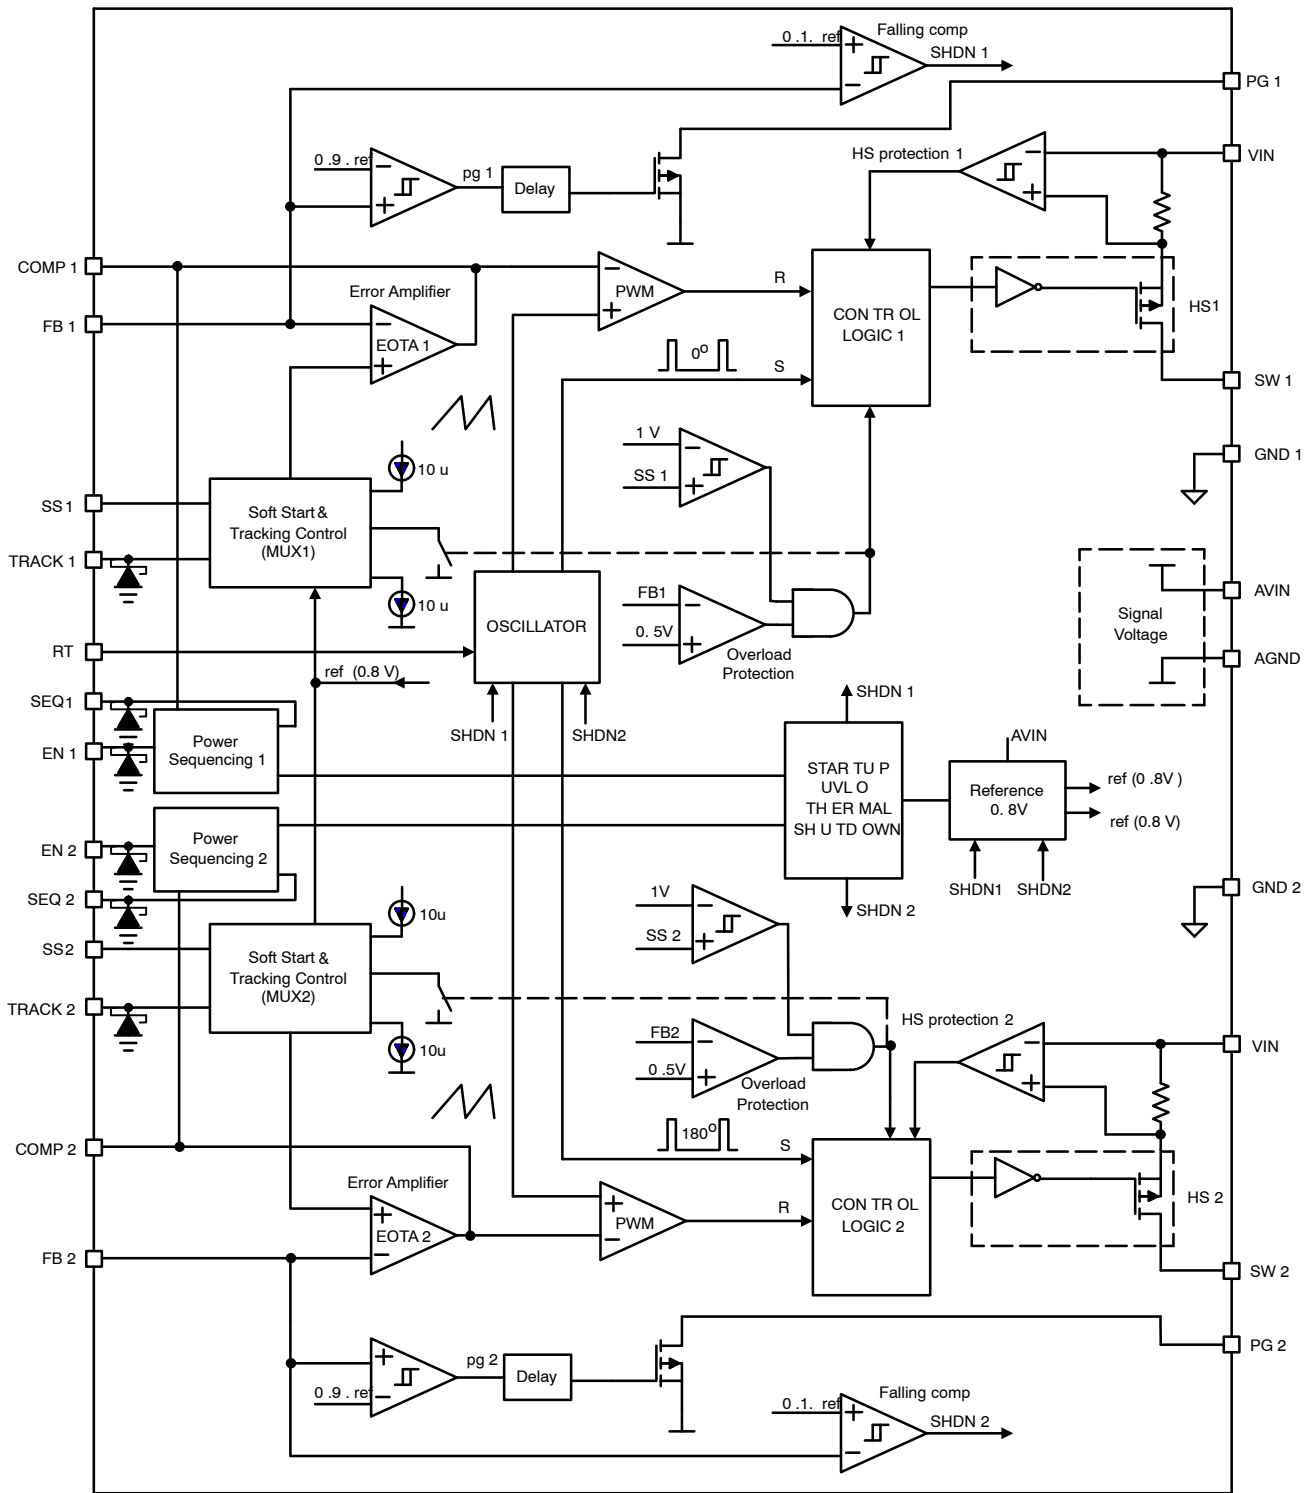 Falling comp
0 .1. ref
+
SHDN 1
−
PG 1
0 .9 . ref
−
pg 1
Delay
+
HS protection 1
−
VIN
+
COMP 1
Error Amplifier
−
PWM
R
+
CON TR OL
LOGIC 1
HS1
FB 1
−
EOTA 1
+
0º
S
SW 1
1 V
−
SS 1
+
10 u
GND 1
SS 1
Soft Start &
Tracking Control
(MUX1)
TRACK 1
10 u
OSCILLATOR
FB1
−
0. 5V
+
Overload
Protection
AVIN
Signal
Voltage
AGND
RT
ref (0.8 V)
SEQ1
SHDN 1
SHDN2
SHDN 1
EN 1
Power
Sequencing 1
STAR TU P
UVL O
TH ER MAL
SH U TD OWN
AVIN
Reference
0. 8V
ref (0 .8V )
ref (0.8 V)
EN 2
Power
Sequencing 2
SHDN1
SHDN2
SEQ 2
SHDN 2
GND 2
1V
−
SS 2
+
10u
SS2
Soft Start &
Tracking Control
(MUX2)
TRACK 2
10u
FB2
−
0 .5V
+
Overload
Protection
HS protection 2
−
VIN
+
COMP 2
180º
S
Error Amplifier
+
EOTA 2
−
+
PWM
−
R
CON TR OL
LOGIC 2
HS 2
FB 2
SW 2
+
pg 2
Delay
0 .9 . ref
−
PG 2
Falling comp
0 .1. ref
+
SHDN 2
−